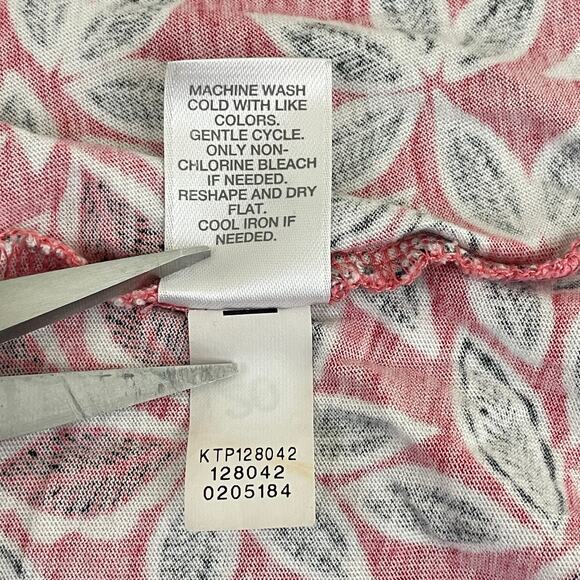 MACHINE WASH
COLD WITH LIKE
COLORS.
GENTLE CYCLE.
ONLY NON-
CHLORINE BLEACH
IF NEEDED.
RESHAPE AND DRY
FLAT.
COOL IRON IF
NEEDED.
KTP128042
128042
0205184